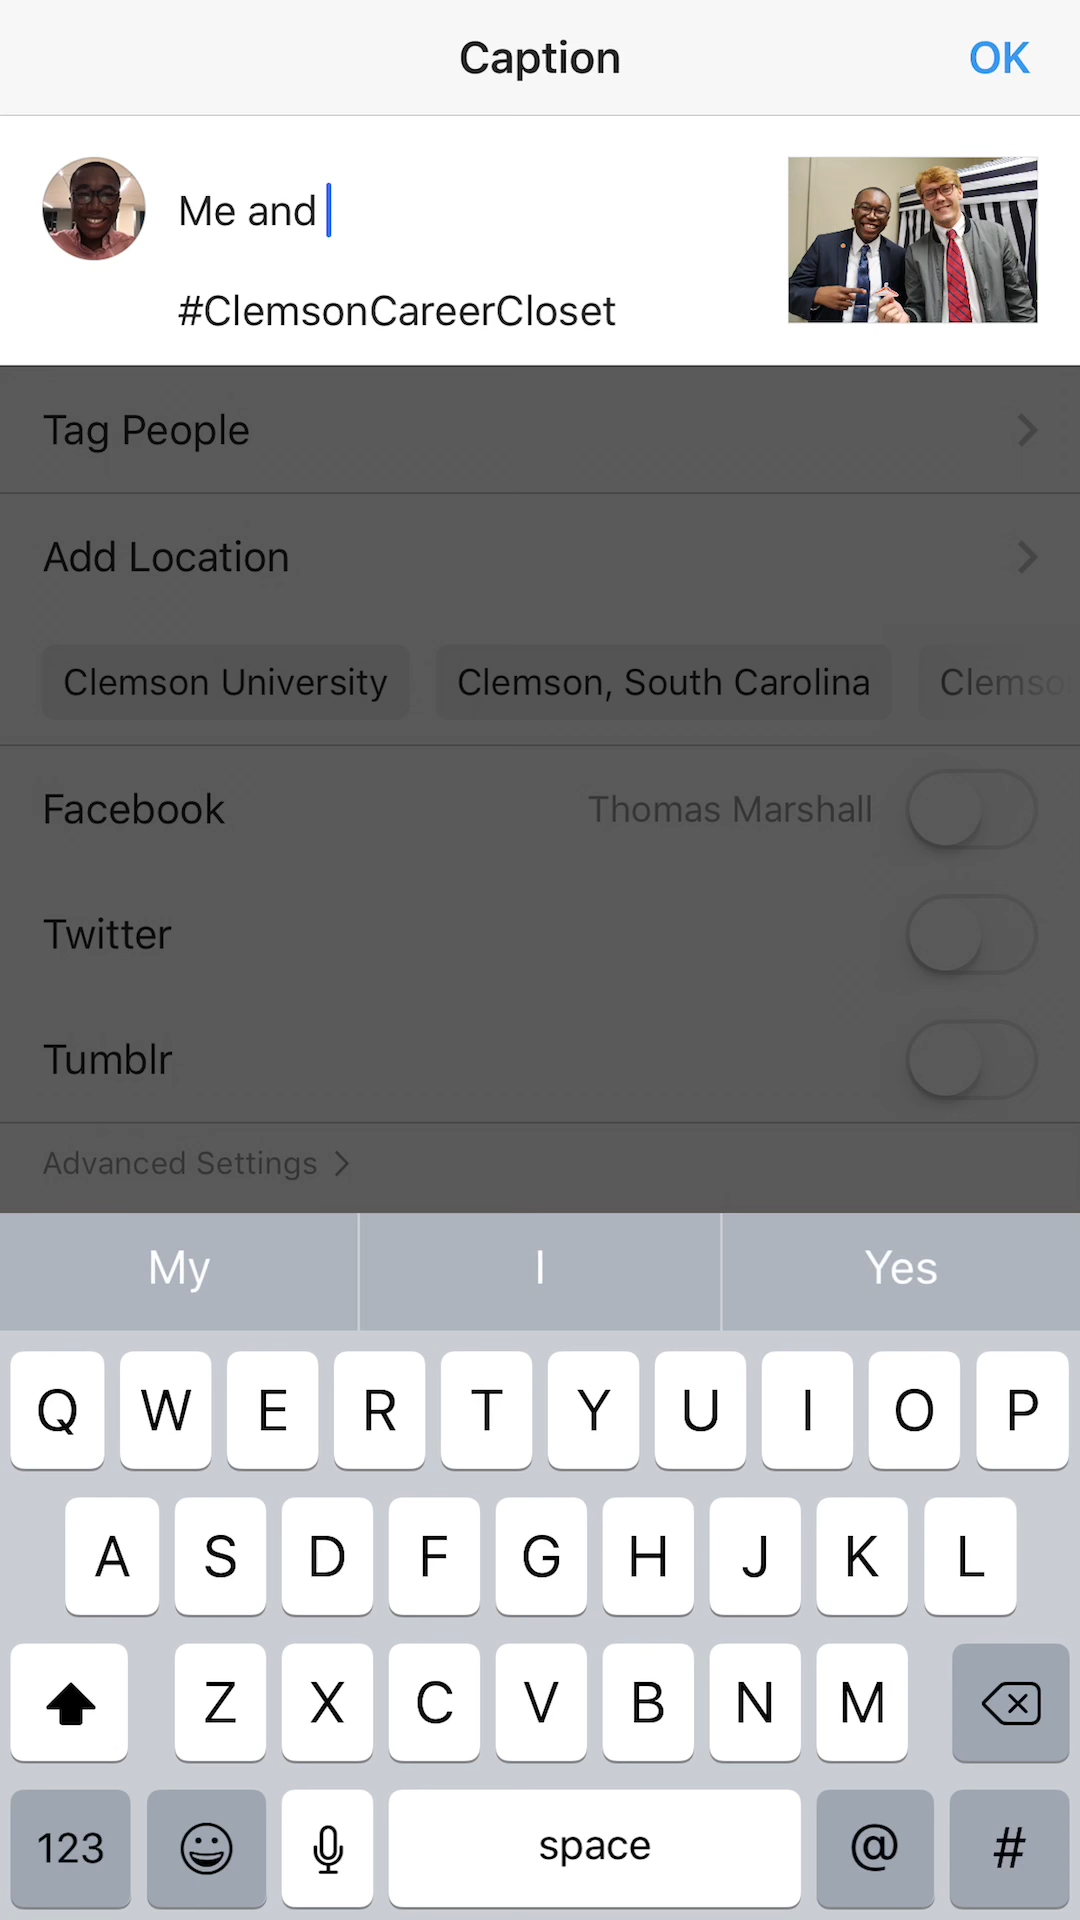 Caption
OK
Me and
#ClemsonCareerCloset
Tag People
Add Location
Clemson University
Clemson, South Carolina
Clemso
Facebook
Thomas Marshall
Twitter
Tumblr
Advanced Settings
My
I
Yes
Q W E R T Y U I O P
A S D F G H J K L
Z X C V B N M
123
space
@
#